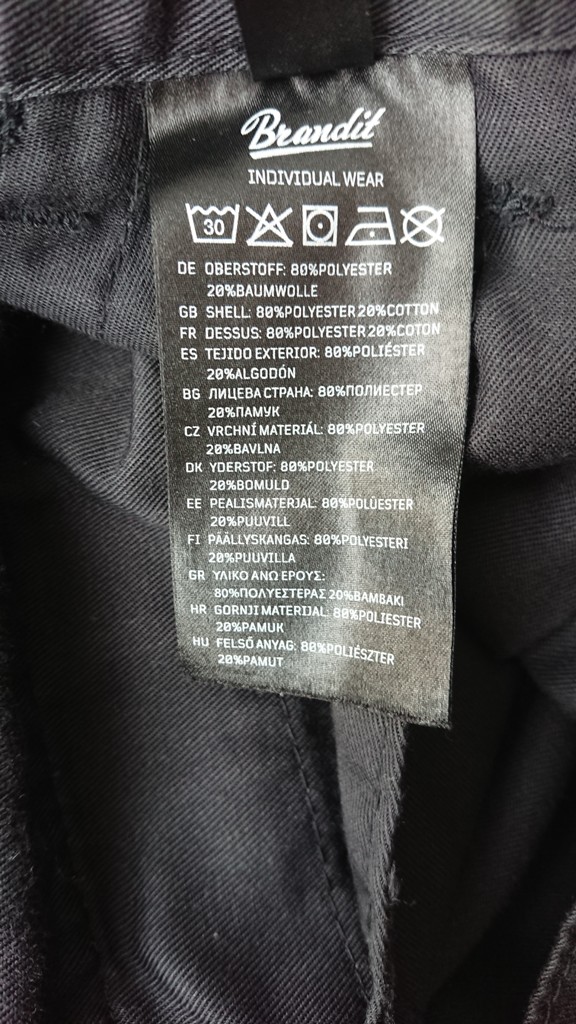 Brandit
INDIVIDUAL WEAR
30
DE OBERSTOFF: 80%POLYESTER
20%BAUMWOLLE
GB SHELL: 80%POLYESTER 20%COTTON
FR DESSUS: 80%POLYESTER 20%COTON
ES TEJIDO EXTERIOR: 80%POLIÉSTER
20%ALGODÓN
BG ЛИЦЕВА СТРАНА: 80%ПОЛИЕСТЕР
20%ПАМУК
CZ VRCHNÍ MATERIÁL: 80%POLYESTER
20%BAVLNA
DK YDERSTOF: 80%POLYESTER
20%BOMULD
EE PEALISMATERJAL: 80%POLÜESTER
20%PUUVILL
FI PÄÄLLYSKANGAS: 80%POLYESTERI
20%PUUVILLA
GR ΥΛΙΚΟ ΑΝΩ ΕΡΟΥΣ:
80%ΠΟΛΥΕΣΤΕΡΑΣ 20%ΒΑΜΒΑΚΙ
HR GORNJI MATERIJAL: 80%POLIESTER
20%PAMUK
HU FELSŐ ANYAG: 80%POLIÉSZTER
20%PAMUT